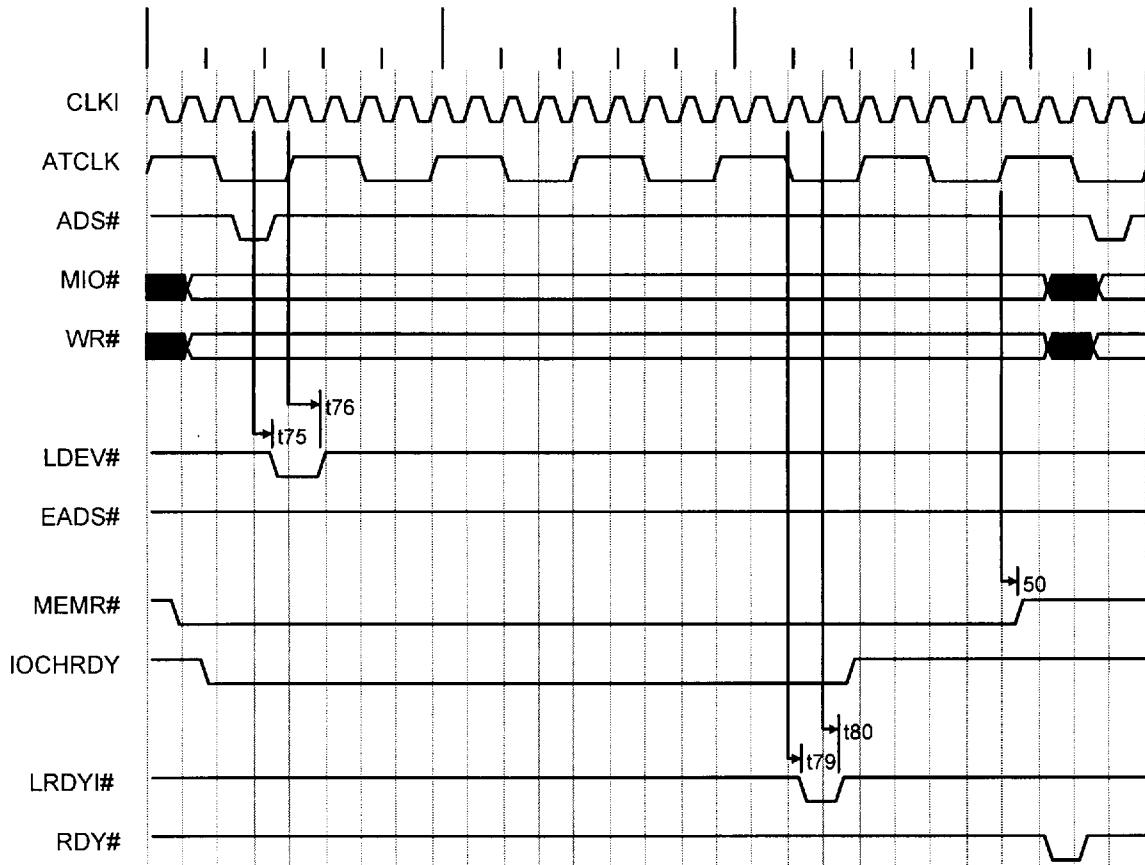 CLKI
ATCLK
ADS#
MIO#
WR#
t76
t75
LDEV#
EADS#
50
MEMR#
IOCHRDY
t80
t79
LRDYI#
RDY#